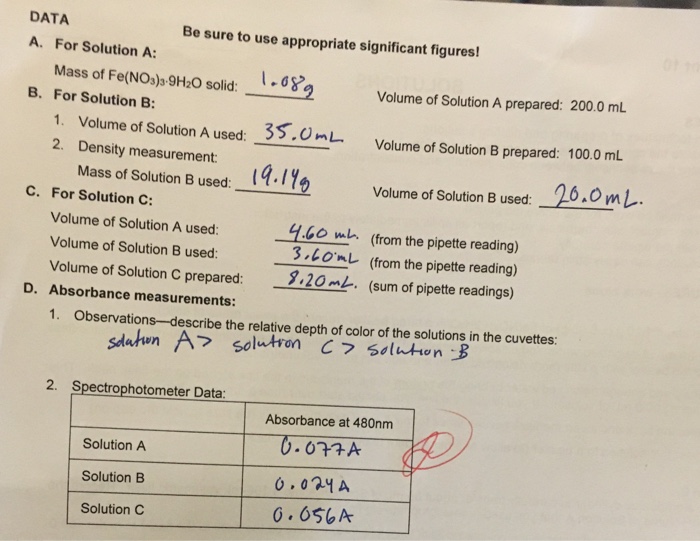 DATA
Be sure to use appropriate significant figures!
A. For Solution A:
Mass of Fe(NO₃)₃·9H₂O solid: 1.08g
Volume of Solution A prepared: 200.0 mL
B. For Solution B:
1. Volume of Solution A used: 35.0mL
Volume of Solution B prepared: 100.0 mL
2. Density measurement:
Mass of Solution B used: 19.14g
Volume of Solution B used: 20.0mL.
C. For Solution C:
Volume of Solution A used: 4.60 mL. (from the pipette reading)
Volume of Solution B used: 3.60mL (from the pipette reading)
Volume of Solution C prepared: 8.20mL. (sum of pipette readings)
D. Absorbance measurements:
1. Observations—describe the relative depth of color of the solutions in the cuvettes:
solution A > solution C > solution B
2. Spectrophotometer Data:
Absorbance at 480nm
Solution A 0.077A
Solution B 0.024A
Solution C 0.056A